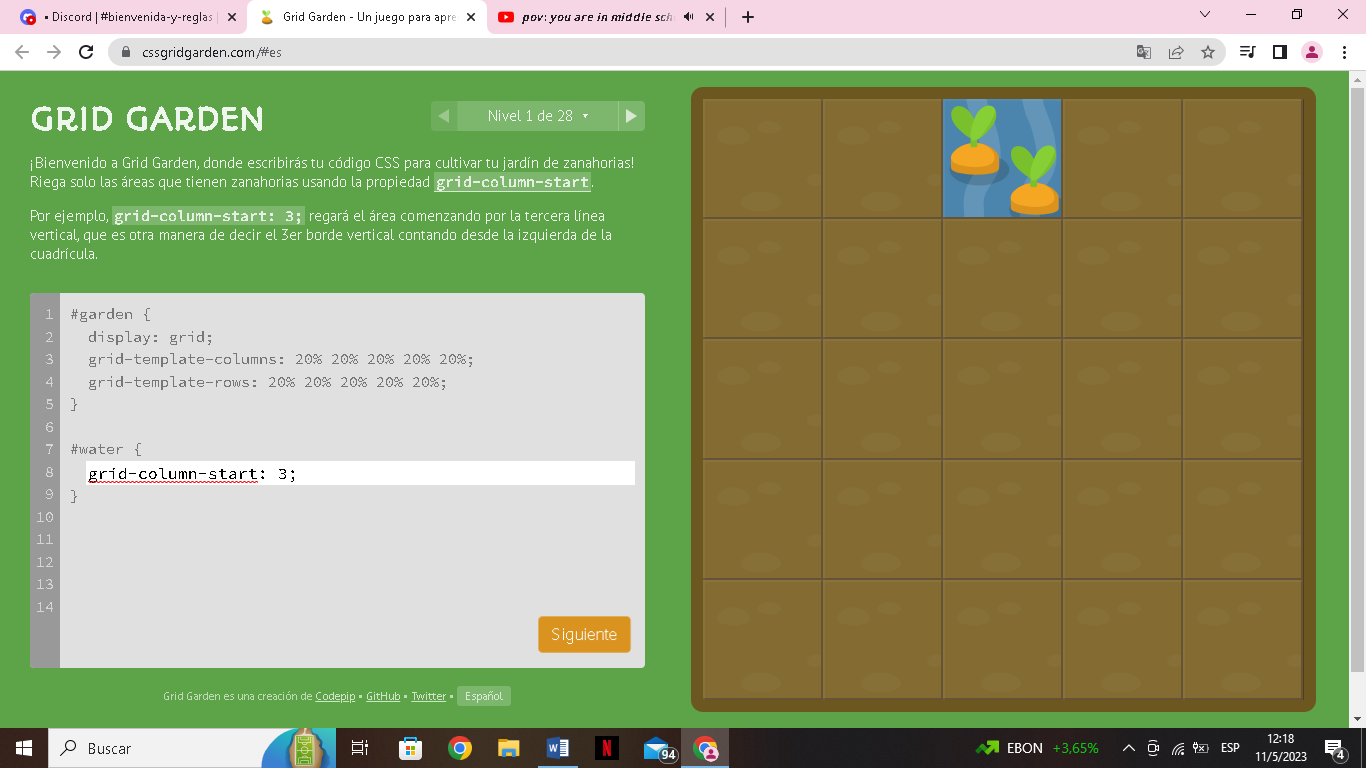 • Discord | #bienvenida-y-reglas
Grid Garden - Un juego para apre
pov: you are in middle sch
cssgridgarden.com/#es
GRID GARDEN
Nivel 1 de 28
¡Bienvenido a Grid Garden, donde escribirás tu código CSS para cultivar tu jardín de zanahorias!
Riega solo las áreas que tienen zanahorias usando la propiedad grid-column-start.
Por ejemplo, grid-column-start: 3; regará el área comenzando por la tercera línea
vertical, que es otra manera de decir el 3er borde vertical contando desde la izquierda de la
cuadrícula.
1 #garden {
2 display: grid;
3 grid-template-columns: 20% 20% 20% 20% 20%;
4 grid-template-rows: 20% 20% 20% 20% 20%;
5 }
6
7 #water {
8 grid-column-start: 3;
9 }
10
11
12
13
14
Siguiente
Grid Garden es una creación de Codepip • GitHub • Twitter • Español
Buscar
W
N
94
EBON +3,65%
ESP
12:18
11/5/2023
4